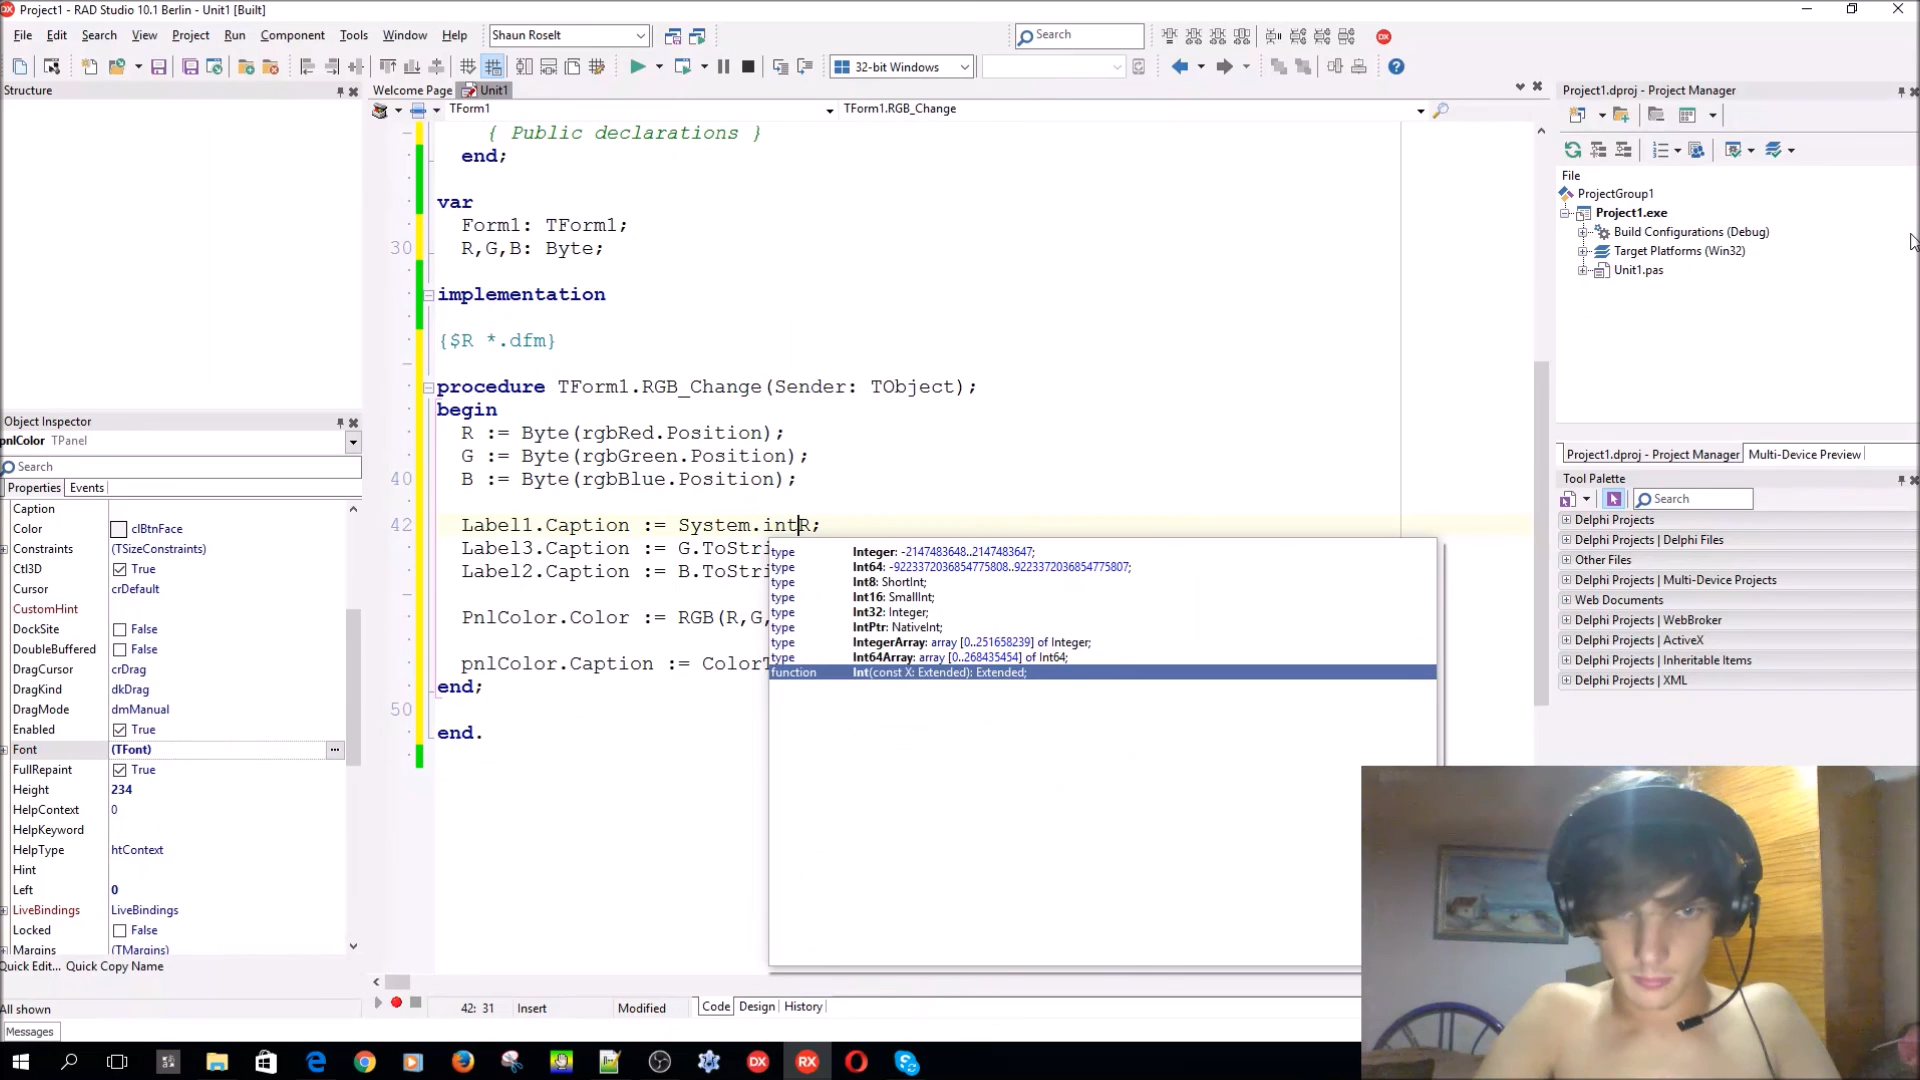 Project1 - RAD Studio 10.1 Berlin - Unit1 [Built]
File Edit Search View Project Run Component Tools Window Help Shaun Roselt Search
32-bit Windows
Structure
Welcome Page Unit1
TForm1 TForm1.RGB_Change
{ Public declarations }
end;
var
Form1: TForm1;
30 R,G,B: Byte;
implementation
{$R *.dfm}
procedure TForm1.RGB_Change(Sender: TObject);
begin
R := Byte(rgbRed.Position);
G := Byte(rgbGreen.Position);
40 B := Byte(rgbBlue.Position);
42 Label1.Caption := System.intR;
Label3.Caption := G.ToStri
Label2.Caption := B.ToStri
PnlColor.Color := RGB(R,G,
pnlColor.Caption := ColorT
end;
50
end.
type Integer: -2147483648..2147483647;
type Int64: -9223372036854775808..9223372036854775807;
type Int8: ShortInt;
type Int16: SmallInt;
type Int32: Integer;
type IntPtr: NativeInt;
type IntegerArray: array [0..251658239] of Integer;
type Int64Array: array [0..268435454] of Int64;
function Int(const X: Extended): Extended;
Object Inspector
pnlColor TPanel
Search
Properties Events
Caption
Color clBtnFace
Constraints (TSizeConstraints)
Ctl3D True
Cursor crDefault
CustomHint
DockSite False
DoubleBuffered False
DragCursor crDrag
DragKind dkDrag
DragMode dmManual
Enabled True
Font (TFont)
FullRepaint True
Height 234
HelpContext 0
HelpKeyword
HelpType htContext
Hint
Left 0
LiveBindings LiveBindings
Locked False
Margins (TMargins)
Quick Edit... Quick Copy Name
All shown
Messages
42: 31 Insert Modified Code Design History
Project1.dproj - Project Manager
File
ProjectGroup1
Project1.exe
Build Configurations (Debug)
Target Platforms (Win32)
Unit1.pas
Project1.dproj - Project Manager Multi-Device Preview
Tool Palette
Search
Delphi Projects
Delphi Projects | Delphi Files
Other Files
Delphi Projects | Multi-Device Projects
Web Documents
Delphi Projects | WebBroker
Delphi Projects | ActiveX
Delphi Projects | Inheritable Items
Delphi Projects | XML
DX RX